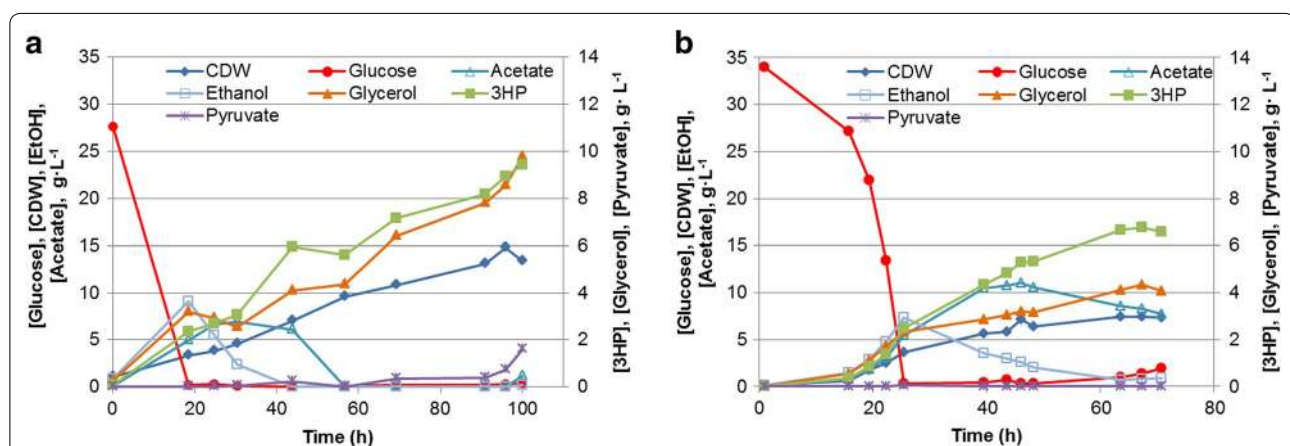 a
35
30
25
20
15
10
5
0
CDW Glucose Acetate
Ethanol Glycerol 3HP
Pyruvate
14
12
10
8
6
4
2
0
0 20 40 60 80 100
Time (h)
[Glucose], [CDW], [EtOH],
[Acetate], g·L-1
[3HP], [Glycerol], [Pyruvate], g· L-1
b
35
30
25
20
15
10
5
0
CDW Glucose Acetate
Ethanol Glycerol 3HP
Pyruvate
14
12
10
8
6
4
2
0
0 20 40 60 80
Time (h)
[Glucose], [CDW], [EtOH],
[Acetate], g·L-1
[3HP], [Glycerol], [Pyruvate], g·L-1